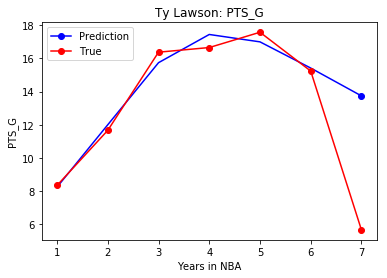 Ty Lawson: PTS_G
Prediction
True
18
16
14
12
10
8
6
PTS_G
1 2 3 4 5 6 7
Years in NBA